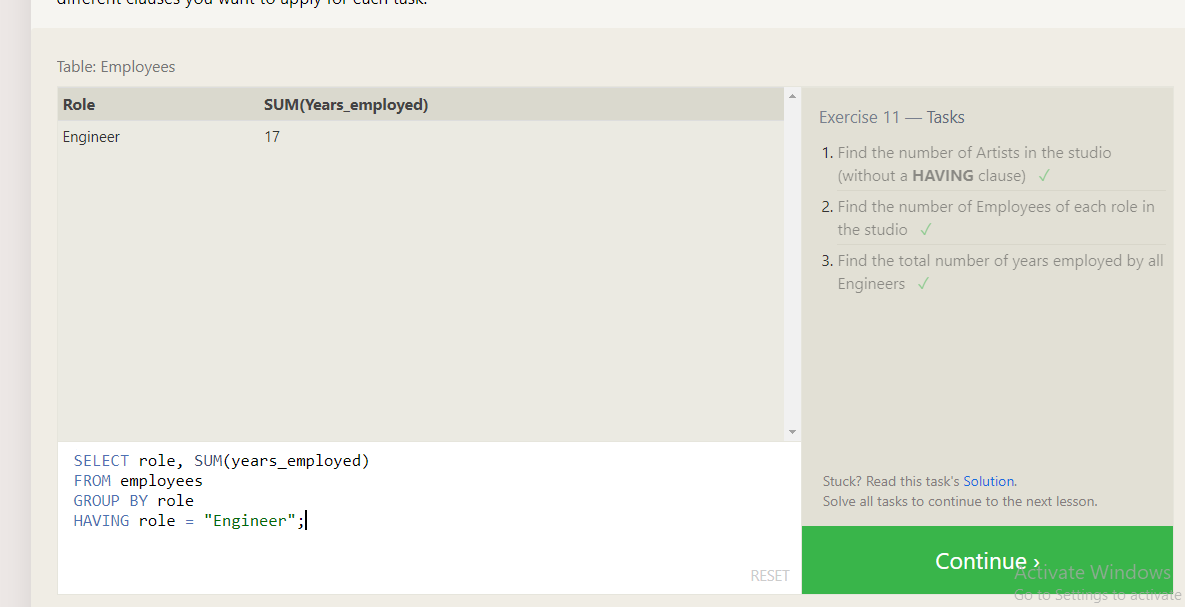 different clauses you want to apply for each task.
Table: Employees
Role SUM(Years_employed)
Engineer 17
Exercise 11 — Tasks
1. Find the number of Artists in the studio
(without a HAVING clause) ✓
2. Find the number of Employees of each role in
the studio ✓
3. Find the total number of years employed by all
Engineers ✓
Stuck? Read this task's Solution.
Solve all tasks to continue to the next lesson.
SELECT role, SUM(years_employed)
FROM employees
GROUP BY role
HAVING role = "Engineer";
RESET
Continue ›
Activate Windows
Go to Settings to activate